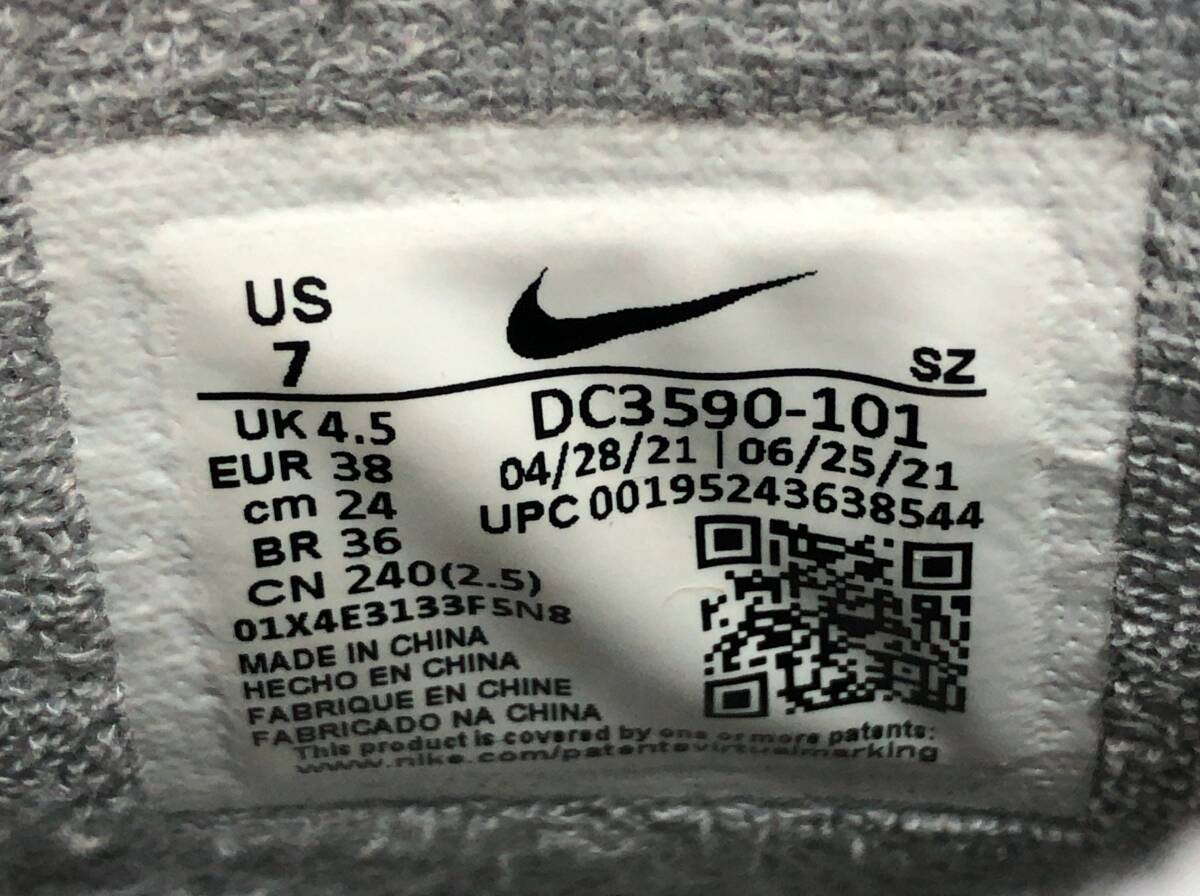 US
7
SZ
UK 4.5
EUR 38
cm 24
BR 36
CN 240(2.5)
01X4E3133F5N8
MADE IN CHINA
HECHO EN CHINA
FABRIQUE EN CHINE
FABRICADO NA CHINA
DC3590-101
04/28/21 | 06/25/21
UPC 00195243638544
This product is covered by one or more patents:
www.nike.com/patentsvirtualmarking